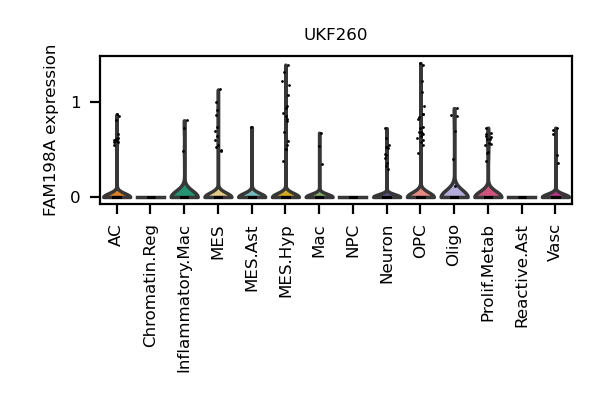 UKF260
FAM198A expression
1
0
AC
Chromatin.Reg
Inflammatory.Mac
MES
MES.Ast
MES.Hyp
Mac
NPC
Neuron
OPC
Oligo
Prolif.Metab
Reactive.Ast
Vasc